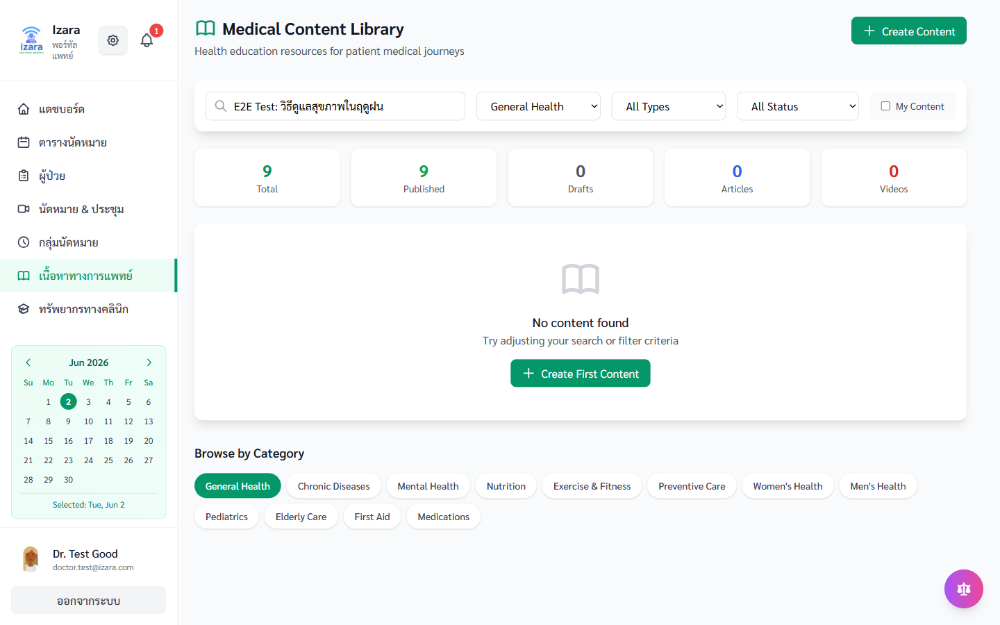 izara
Izara
พอร์ทัล
แพทย์
1
แดชบอร์ด
ตารางนัดหมาย
ผู้ป่วย
นัดหมาย & ประชุม
กลุ่มนัดหมาย
เนื้อหาทางการแพทย์
ทรัพยากรทางคลินิก
Jun 2026
Su Mo Tu We Th Fr Sa
1 2 3 4 5 6
7 8 9 10 11 12 13
14 15 16 17 18 19 20
21 22 23 24 25 26 27
28 29 30
Selected: Tue, Jun 2
Dr. Test Good
doctor.test@izara.com
ออกจากระบบ
Medical Content Library
Health education resources for patient medical journeys
Create Content
E2E Test: วิธีดูแลสุขภาพในฤดูฝน
General Health
All Types
All Status
My Content
9
Total
9
Published
0
Drafts
0
Articles
0
Videos
No content found
Try adjusting your search or filter criteria
Create First Content
Browse by Category
General Health Chronic Diseases Mental Health Nutrition Exercise & Fitness Preventive Care Women's Health Men's Health
Pediatrics Elderly Care First Aid Medications